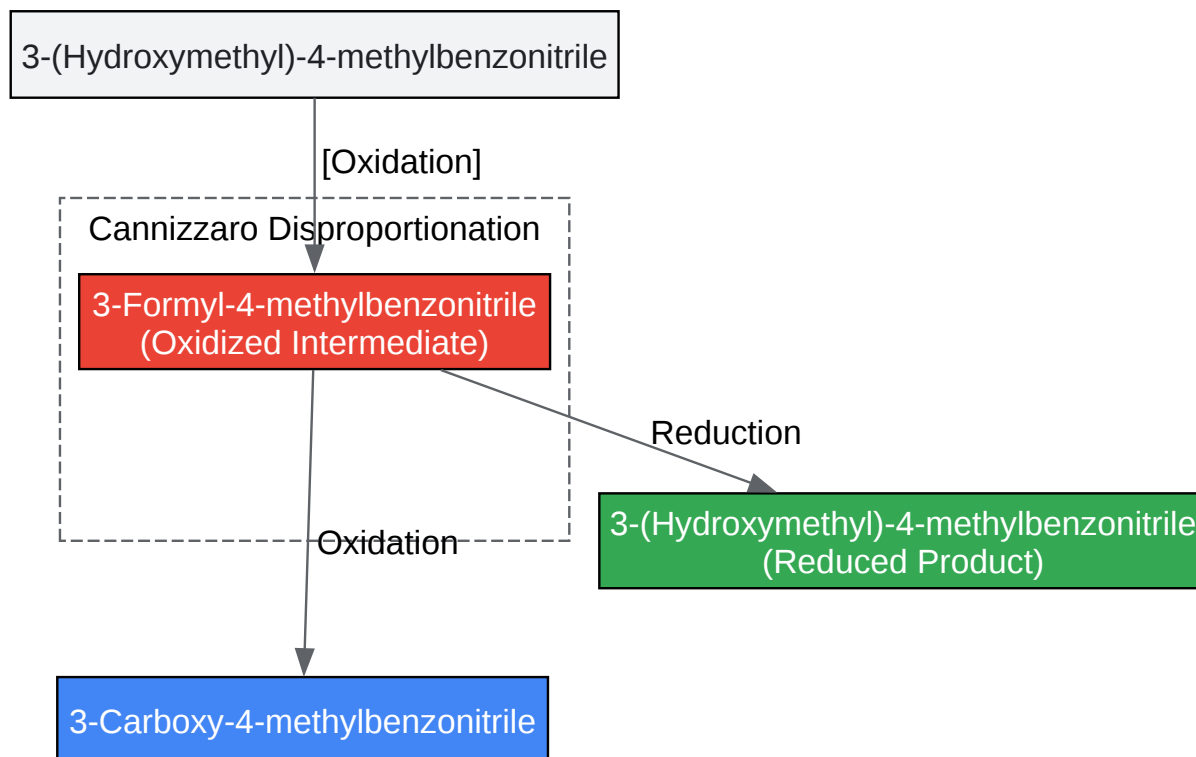 3-(Hydroxymethyl)-4-methylbenzonitrile
[Oxidation]
Cannizzaro Disproportionation
3-Formyl-4-methylbenzonitrile
(Oxidized Intermediate)
Reduction
3-(Hydroxymethyl)-4-methylbenzonitrile
(Reduced Product)
Oxidation
3-Carboxy-4-methylbenzonitrile